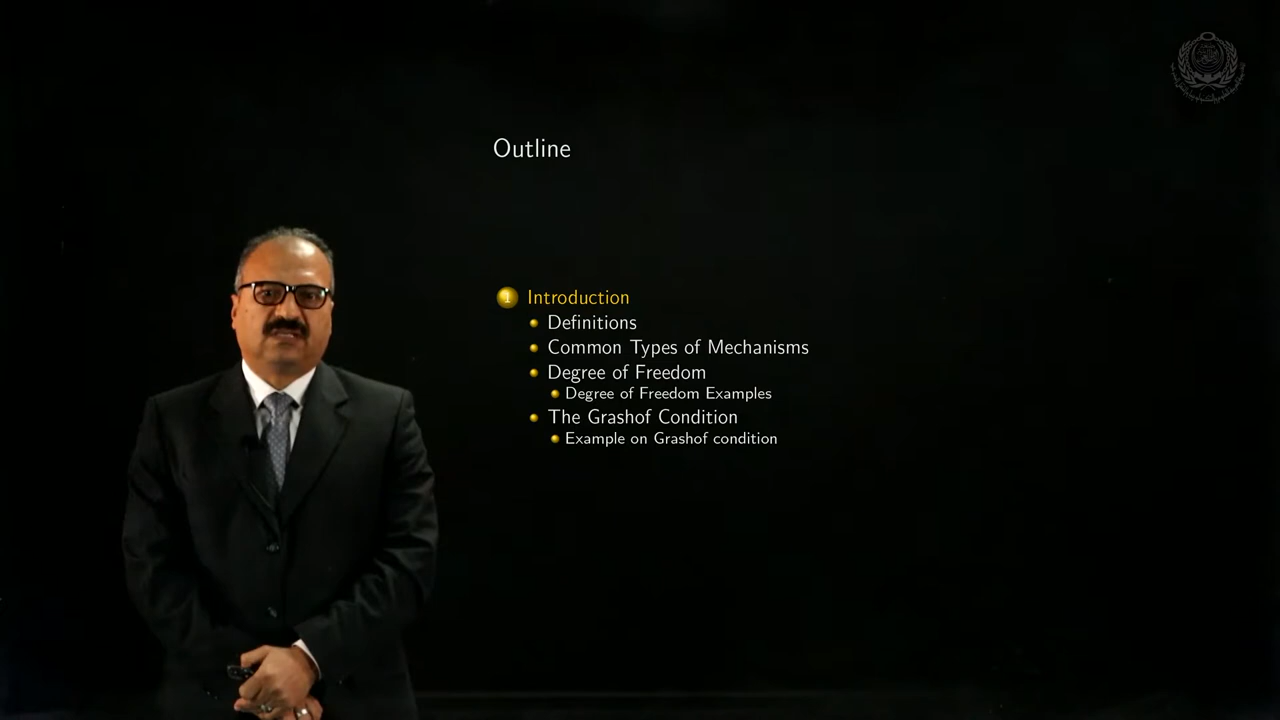 Outline
1 Introduction
Definitions
Common Types of Mechanisms
Degree of Freedom
Degree of Freedom Examples
The Grashof Condition
Example on Grashof condition